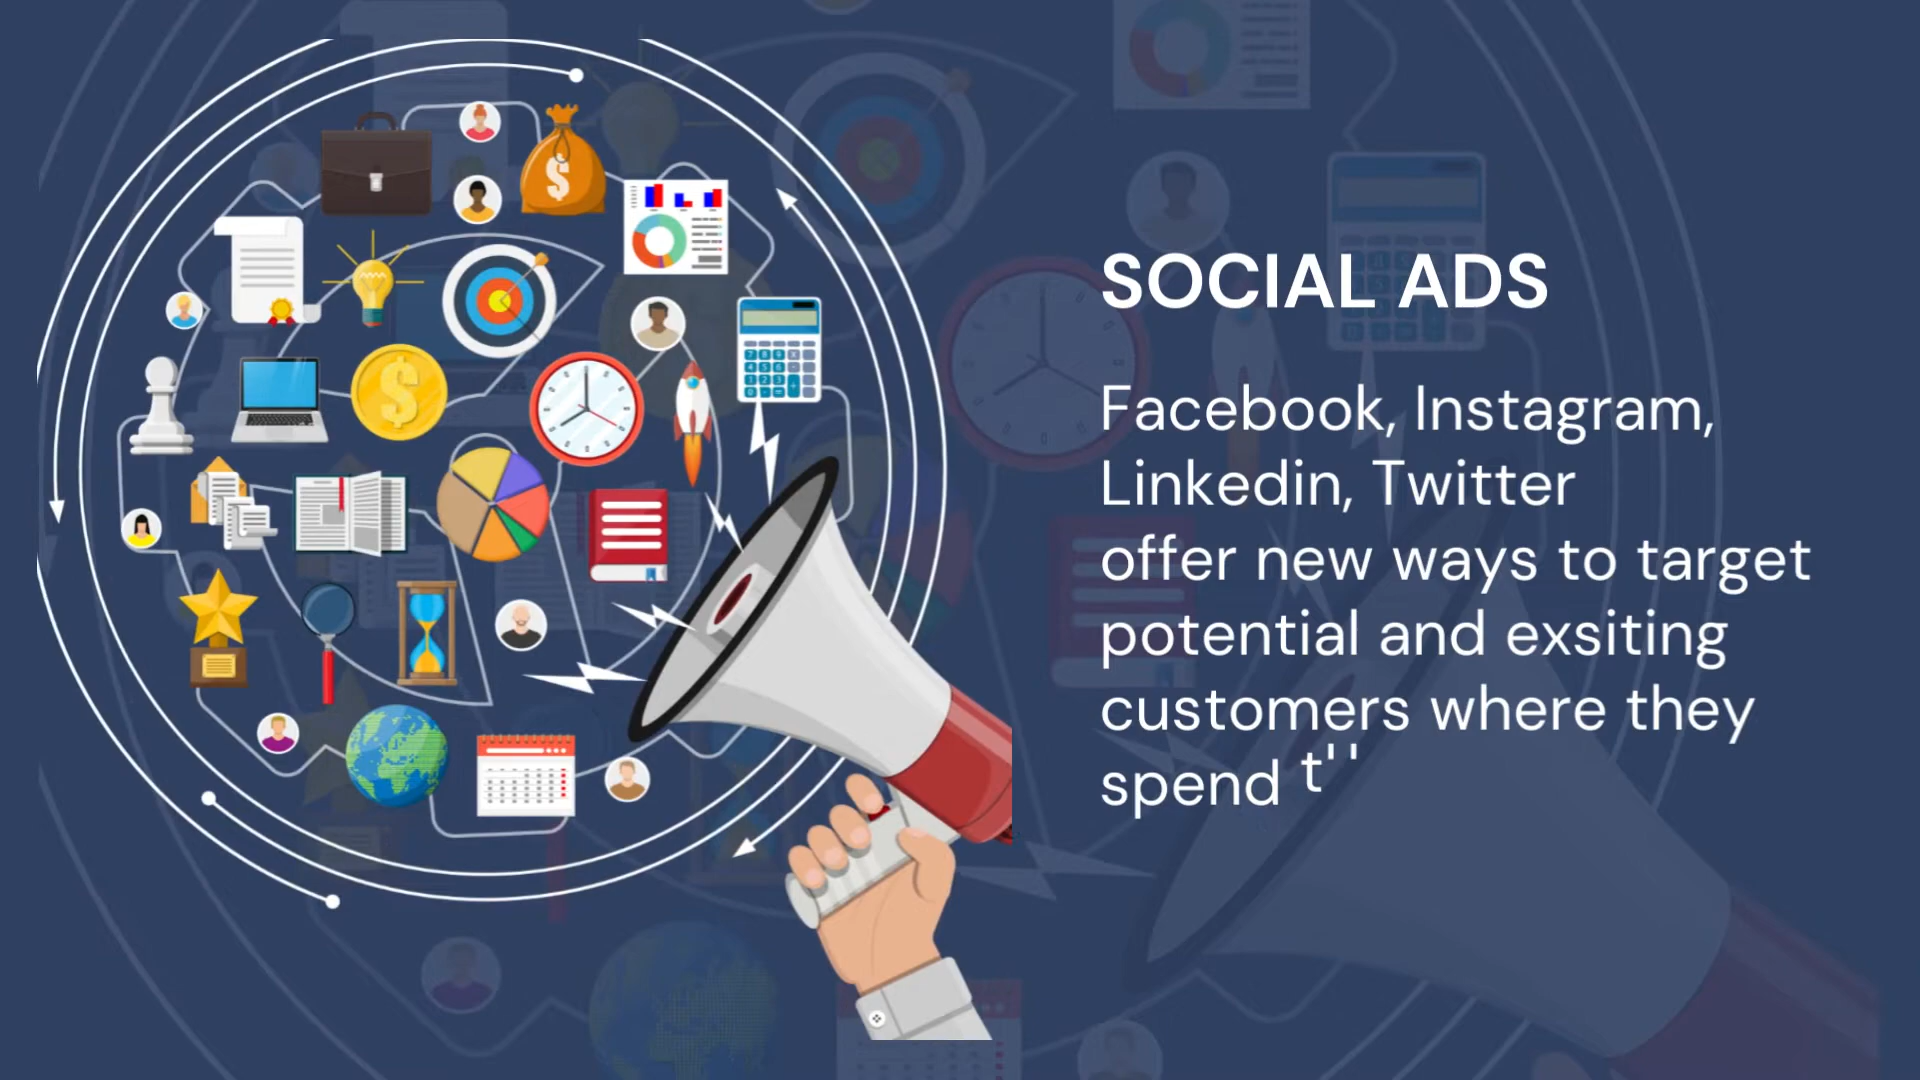 SOCIAL ADS
Facebook, Instagram,
Linkedin, Twitter
offer new ways to target
potential and exsiting
customers where they
spend